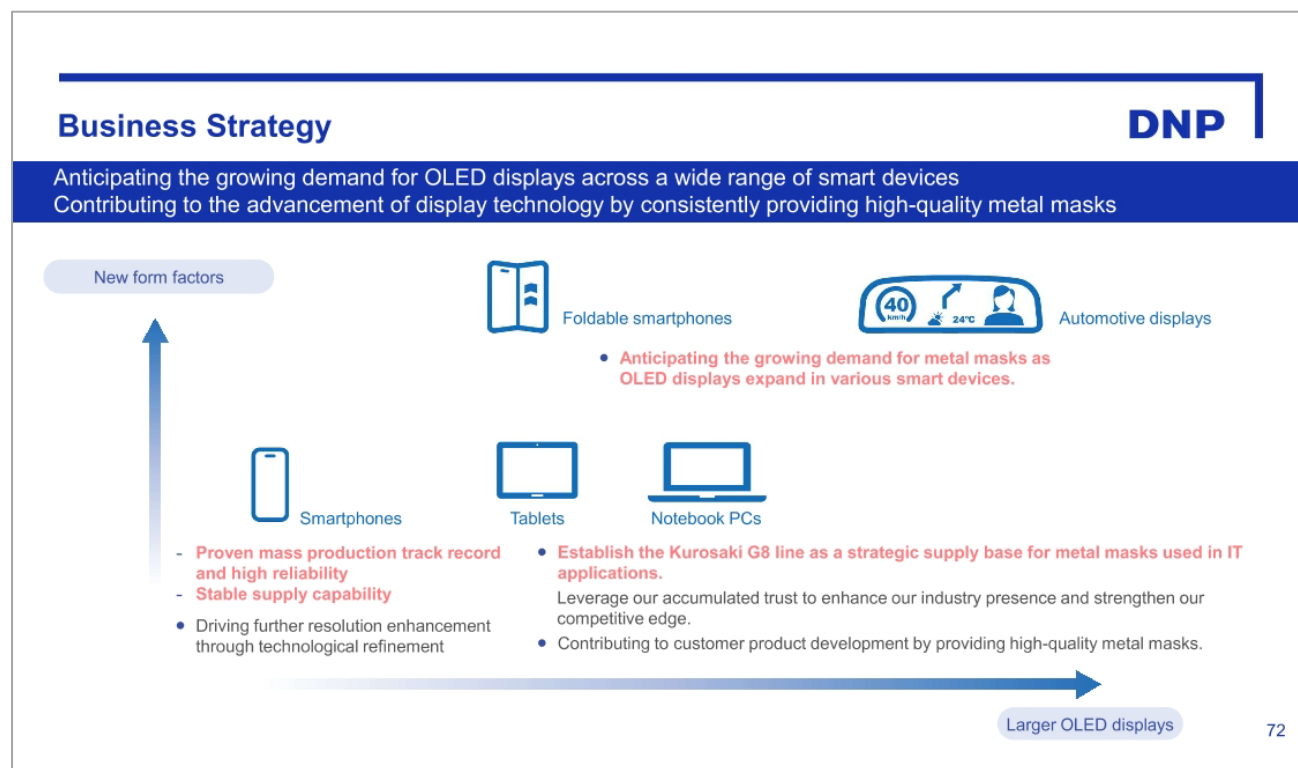 Business Strategy
DNP
Anticipating the growing demand for OLED displays across a wide range of smart devices
Contributing to the advancement of display technology by consistently providing high-quality metal masks
New form factors
40
km/h
24℃
Foldable smartphones
Automotive displays
● Anticipating the growing demand for metal masks as
OLED displays expand in various smart devices.
Smartphones
Tablets
Notebook PCs
- Proven mass production track record
and high reliability
- Stable supply capability
● Driving further resolution enhancement
through technological refinement
● Establish the Kurosaki G8 line as a strategic supply base for metal masks used in IT
applications.
Leverage our accumulated trust to enhance our industry presence and strengthen our
competitive edge.
● Contributing to customer product development by providing high-quality metal masks.
Larger OLED displays
72